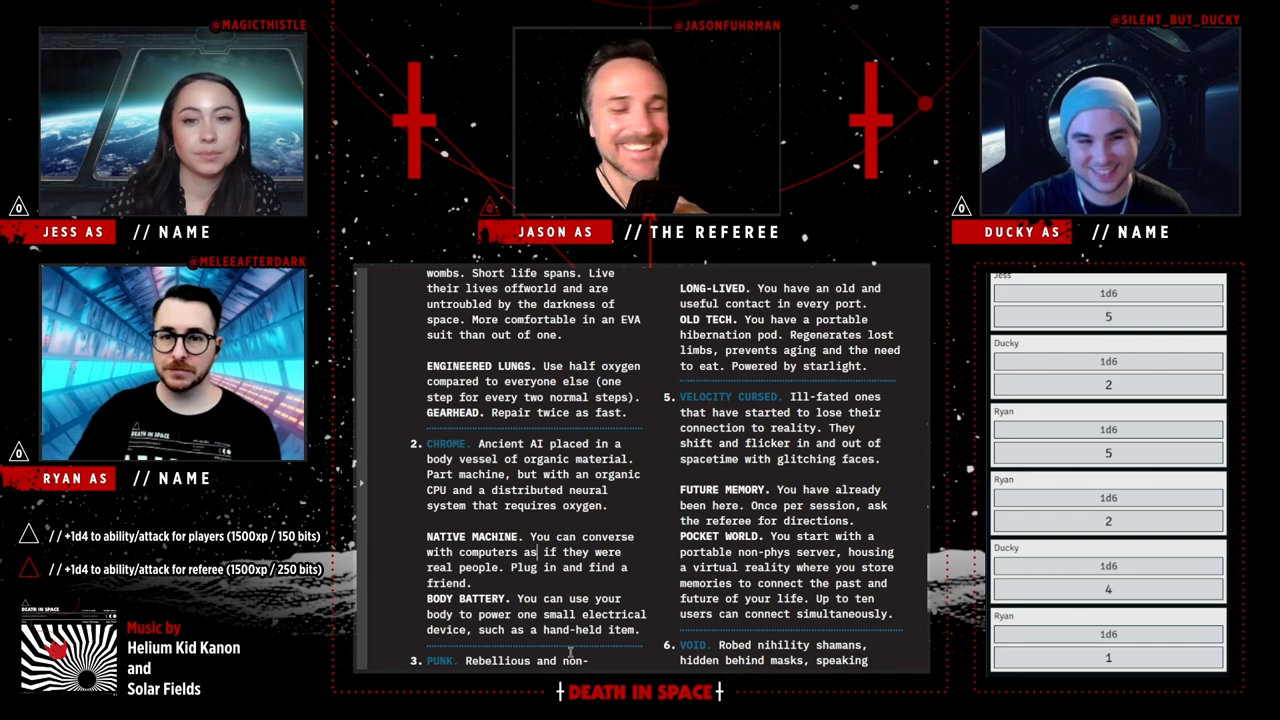 @MAGICTHISTLE
@JASONFUHRMAN
@SILENT_BUT_DUCKY
0
0
0
JESS AS // NAME
JASON AS // THE REFEREE
DUCKY AS // NAME
@MELEEAFTERDARK
DEATH IN SPACE
0
RYAN AS // NAME
// +1d4 to ability/attack for players (1500xp / 150 bits)
// +1d4 to ability/attack for referee (1500xp / 250 bits)
DEATH IN SPACE
Music by
Helium Kid Kanon
and
Solar Fields
wombs. Short life spans. Live
their lives offworld and are
untroubled by the darkness of
space. More comfortable in an EVA
suit than out of one.
ENGINEERED LUNGS. Use half oxygen
compared to everyone else (one
step for every two normal steps).
GEARHEAD. Repair twice as fast.
2. CHROME. Ancient AI placed in a
body vessel of organic material.
Part machine, but with an organic
CPU and a distributed neural
system that requires oxygen.
NATIVE MACHINE. You can converse
with computers as if they were
real people. Plug in and find a
friend.
BODY BATTERY. You can use your
body to power one small electrical
device, such as a hand-held item.
3. PUNK. Rebellious and non-
LONG-LIVED. You have an old and
useful contact in every port.
OLD TECH. You have a portable
hibernation pod. Regenerates lost
limbs, prevents aging and the need
to eat. Powered by starlight.
5. VELOCITY CURSED. Ill-fated ones
that have started to lose their
connection to reality. They
shift and flicker in and out of
spacetime with glitching faces.
FUTURE MEMORY. You have already
been here. Once per session, ask
the referee for directions.
POCKET WORLD. You start with a
portable non-phys server, housing
a virtual reality where you store
memories to connect the past and
future of your life. Up to ten
users can connect simultaneously.
6. VOID. Robed nihility shamans,
hidden behind masks, speaking
Jess
1d6
5
Ducky
1d6
2
Ryan
1d6
5
Ryan
1d6
2
Ducky
1d6
4
Ryan
1d6
1
DEATH IN SPACE